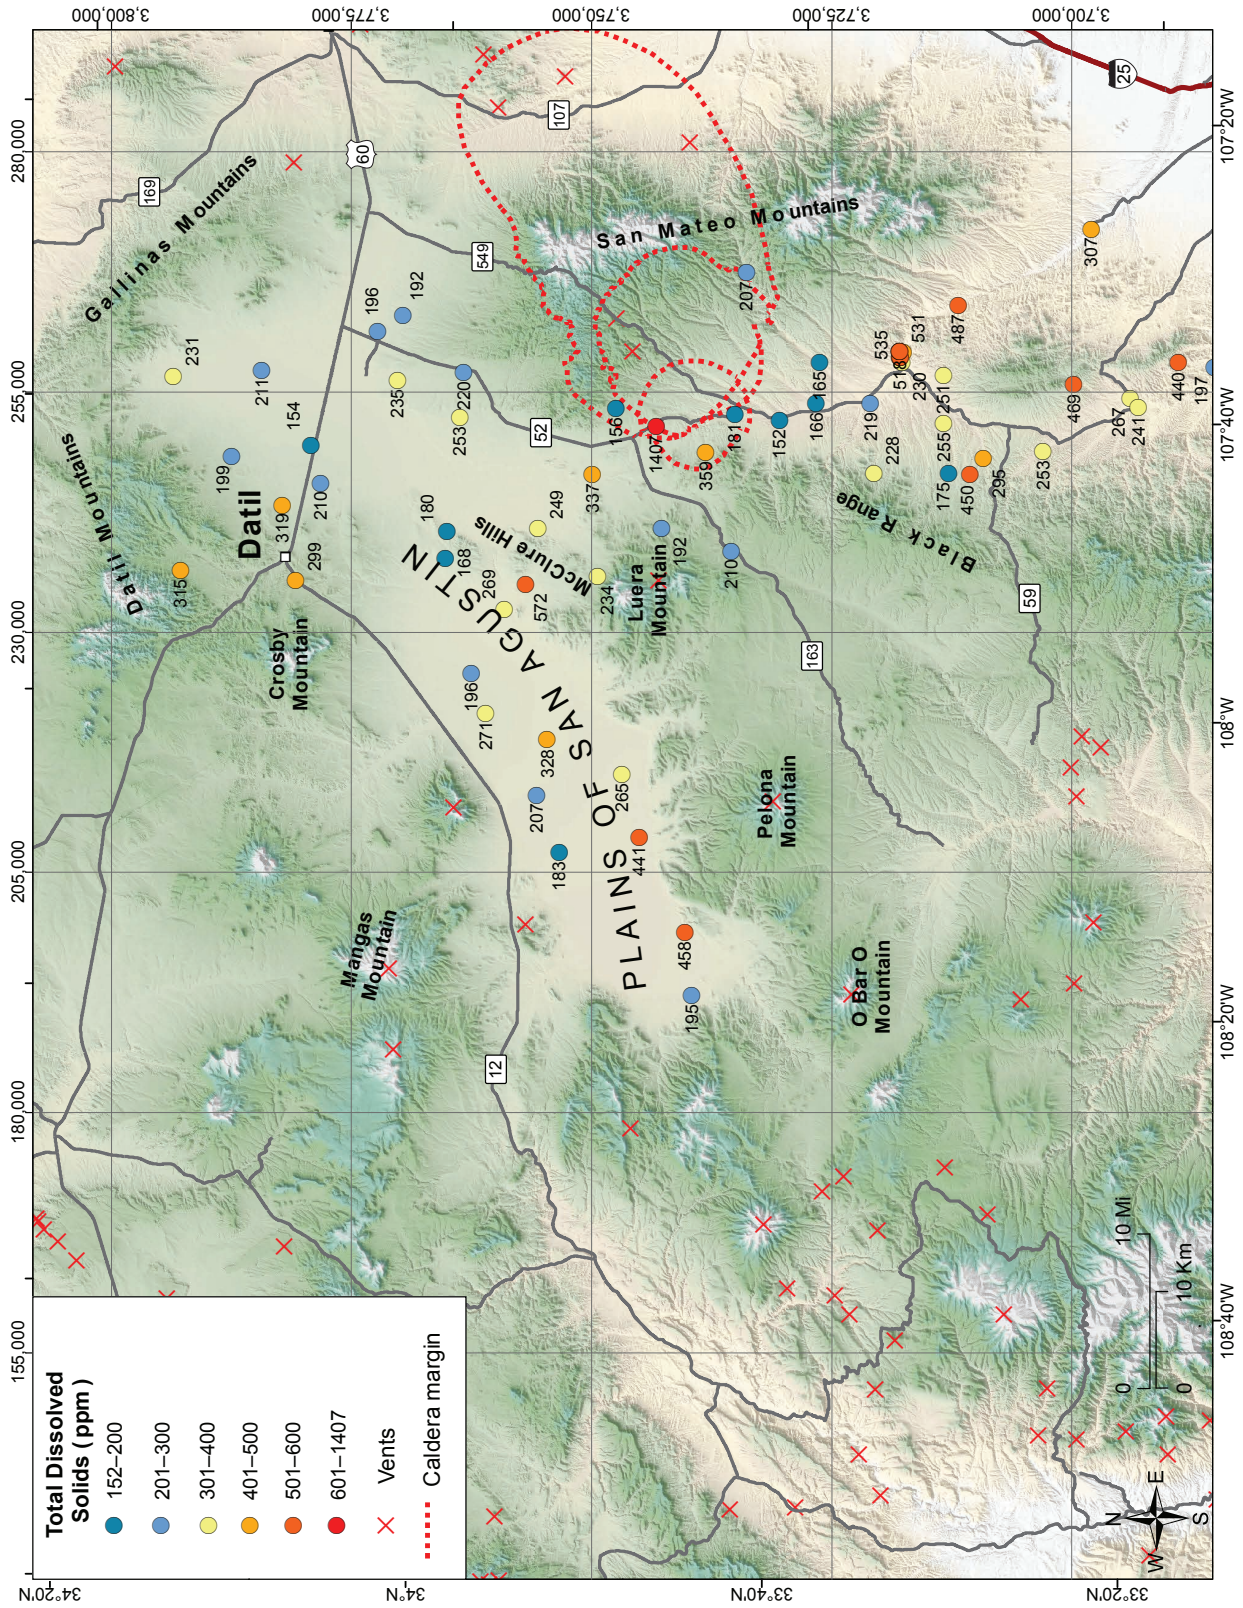 34°20'N
34°N
33°40'N
33°20'N
155,000
180,000
205,000
230,000
255,000
280,000
3,800,000
3,775,000
3,750,000
3,725,000
3,700,000
108°40'W
108°20'W
108°W
107°40'W
107°20'W
Total Dissolved
Solids ( ppm )
152–200
201–300
301–400
401–500
501–600
601–1407
Vents
Caldera margin
Datil Mountains
Gallinas Mountains
Datil
Crosby
Mountain
Mangas
Mountain
PLAINS OF SAN AGUSTIN
McClure Hills
Luera
Mountain
Pelona
Mountain
O Bar O
Mountain
San Mateo Mountains
Black Range
169
60
549
107
52
12
163
59
25
315
299
319
199
210
154
211
231
196
192
235
220
253
180
168
269
572
249
234
337
196
271
328
207
265
183
441
458
195
156
1407
359
181
152
207
192
210
166
165
219
228
518
535
531
230
251
255
487
175
450
295
253
469
267
241
440
197
307
0
10 Mi
0
10 Km
N
W
E
S